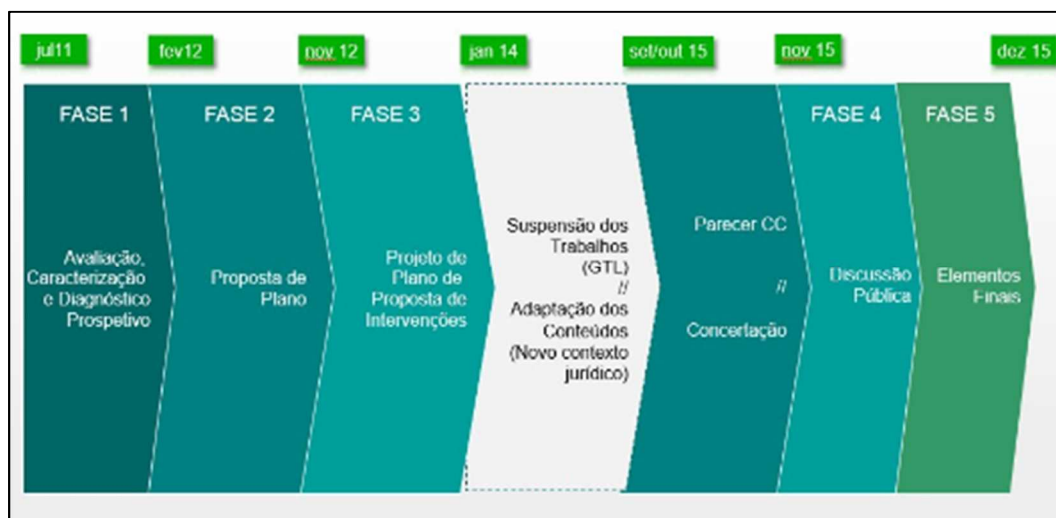 jul11
fev12
nov 12
jan 14
set/out 15
nov 15
dez 15
FASE 1
FASE 2
FASE 3
FASE 4
FASE 5
Avaliação,
Caracterização
e Diagnóstico
Prospetivo
Proposta de
Plano
Projeto de
Plano de
Proposta de
Intervenções
Suspensão dos
Trabalhos
(GTL)
//
Adaptação dos
Conteúdos
(Novo contexto
jurídico)
Parecer CC
//
Concertação
Discussão
Pública
Elementos
Finais